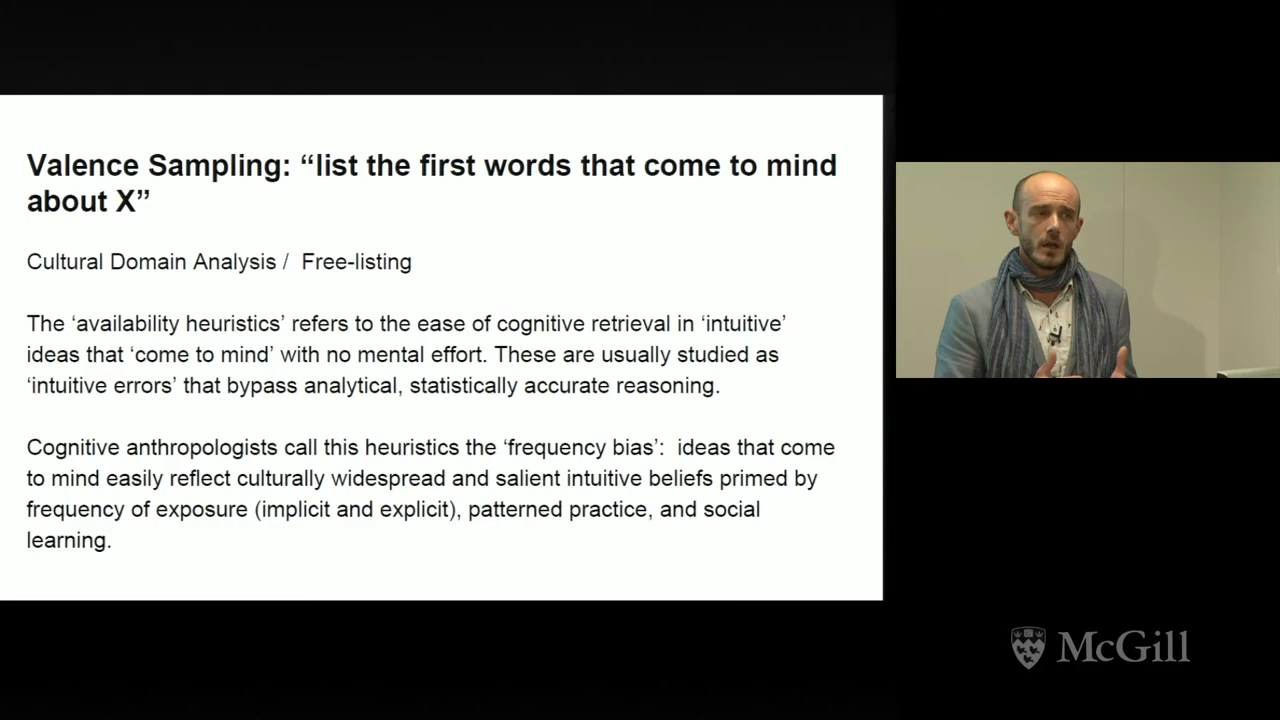 Valence Sampling: “list the first words that come to mind
about X”
Cultural Domain Analysis /  Free-listing
The ‘availability heuristics’ refers to the ease of cognitive retrieval in ‘intuitive’
ideas that ‘come to mind’ with no mental effort. These are usually studied as
‘intuitive errors’ that bypass analytical, statistically accurate reasoning.
Cognitive anthropologists call this heuristics the ‘frequency bias’:  ideas that come
to mind easily reflect culturally widespread and salient intuitive beliefs primed by
frequency of exposure (implicit and explicit), patterned practice, and social
learning.
McGill